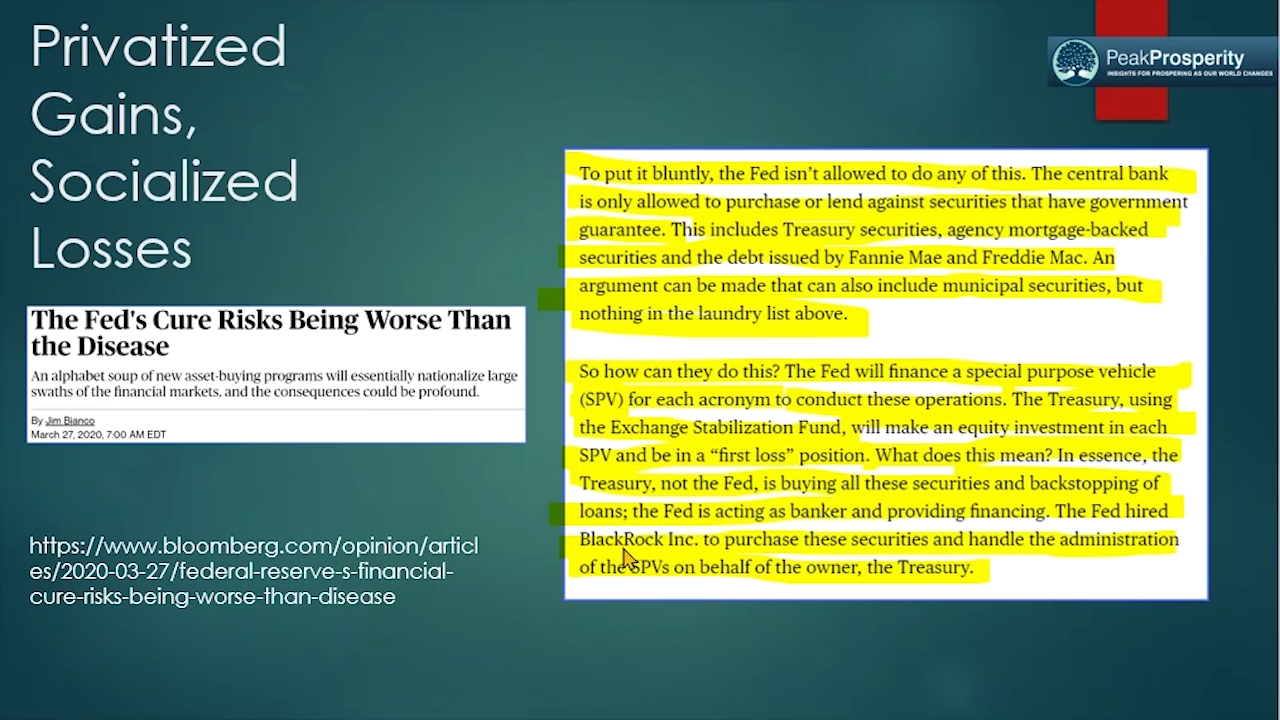 Privatized
Gains,
Socialized
Losses
PeakProsperity
INSIGHTS FOR PROSPERING AS OUR WORLD CHANGES
The Fed's Cure Risks Being Worse Than
the Disease
An alphabet soup of new asset-buying programs will essentially nationalize large
swaths of the financial markets, and the consequences could be profound.
By Jim Bianco
March 27, 2020, 7:00 AM EDT
https://www.bloomberg.com/opinion/articl
es/2020-03-27/federal-reserve-s-financial-
cure-risks-being-worse-than-disease
To put it bluntly, the Fed isn't allowed to do any of this. The central bank
is only allowed to purchase or lend against securities that have government
guarantee. This includes Treasury securities, agency mortgage-backed
securities and the debt issued by Fannie Mae and Freddie Mac. An
argument can be made that can also include municipal securities, but
nothing in the laundry list above.
So how can they do this? The Fed will finance a special purpose vehicle
(SPV) for each acronym to conduct these operations. The Treasury, using
the Exchange Stabilization Fund, will make an equity investment in each
SPV and be in a “first loss” position. What does this mean? In essence, the
Treasury, not the Fed, is buying all these securities and backstopping of
loans; the Fed is acting as banker and providing financing. The Fed hired
BlackRock Inc. to purchase these securities and handle the administration
of the SPVs on behalf of the owner, the Treasury.